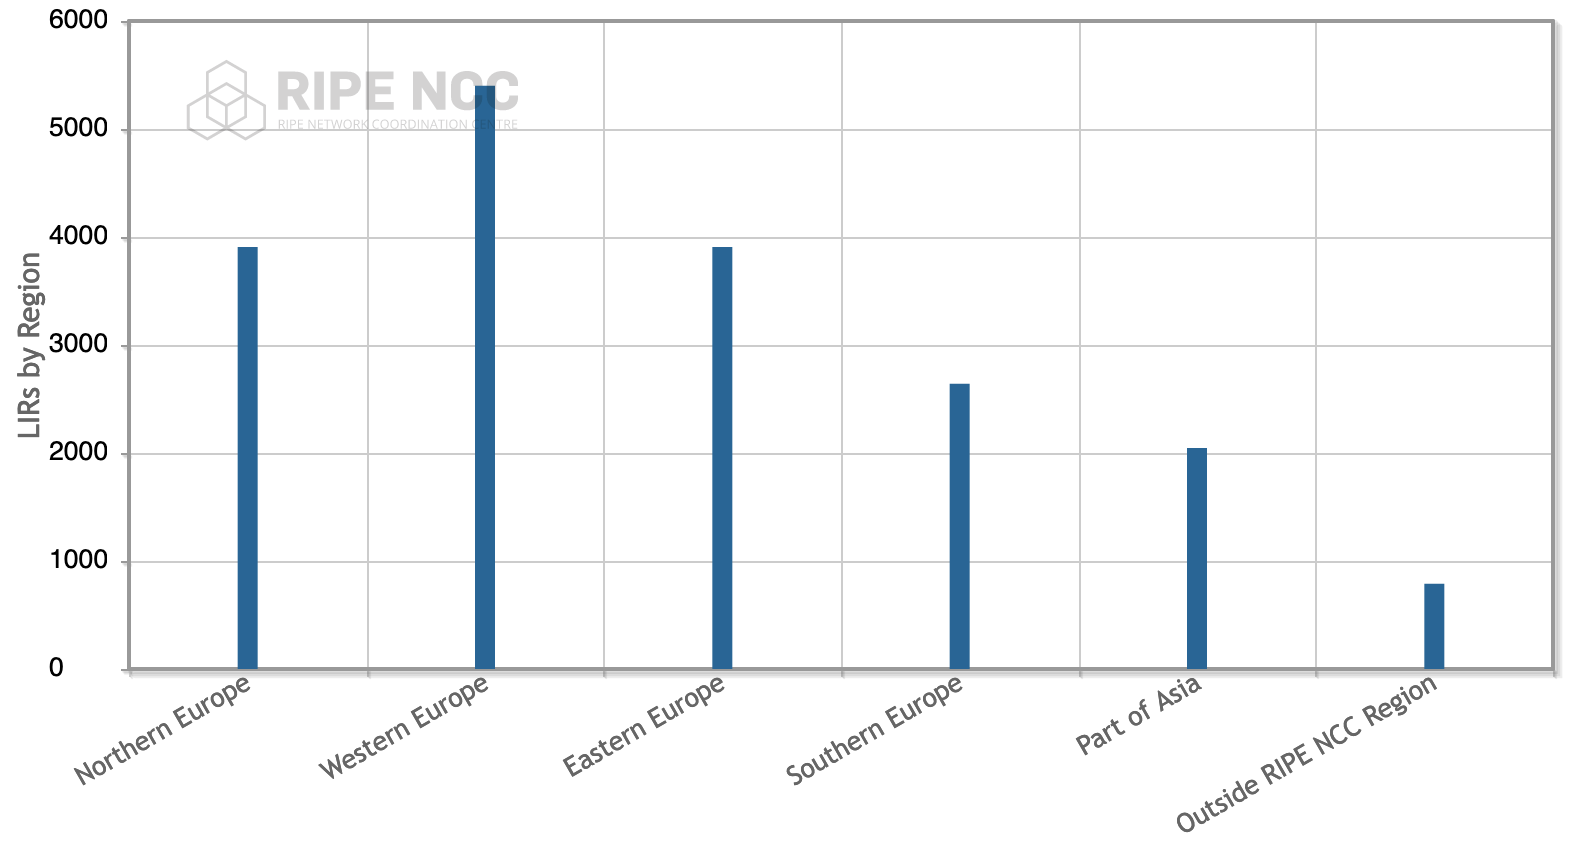 6000
RIPE NCC
RIPE NETWORK COORDINATION CENTRE
5000
4000
3000
2000
1000
0
LIRs by Region
Northern Europe
Western Europe
Eastern Europe
Southern Europe
Part of Asia
Outside RIPE NCC Region